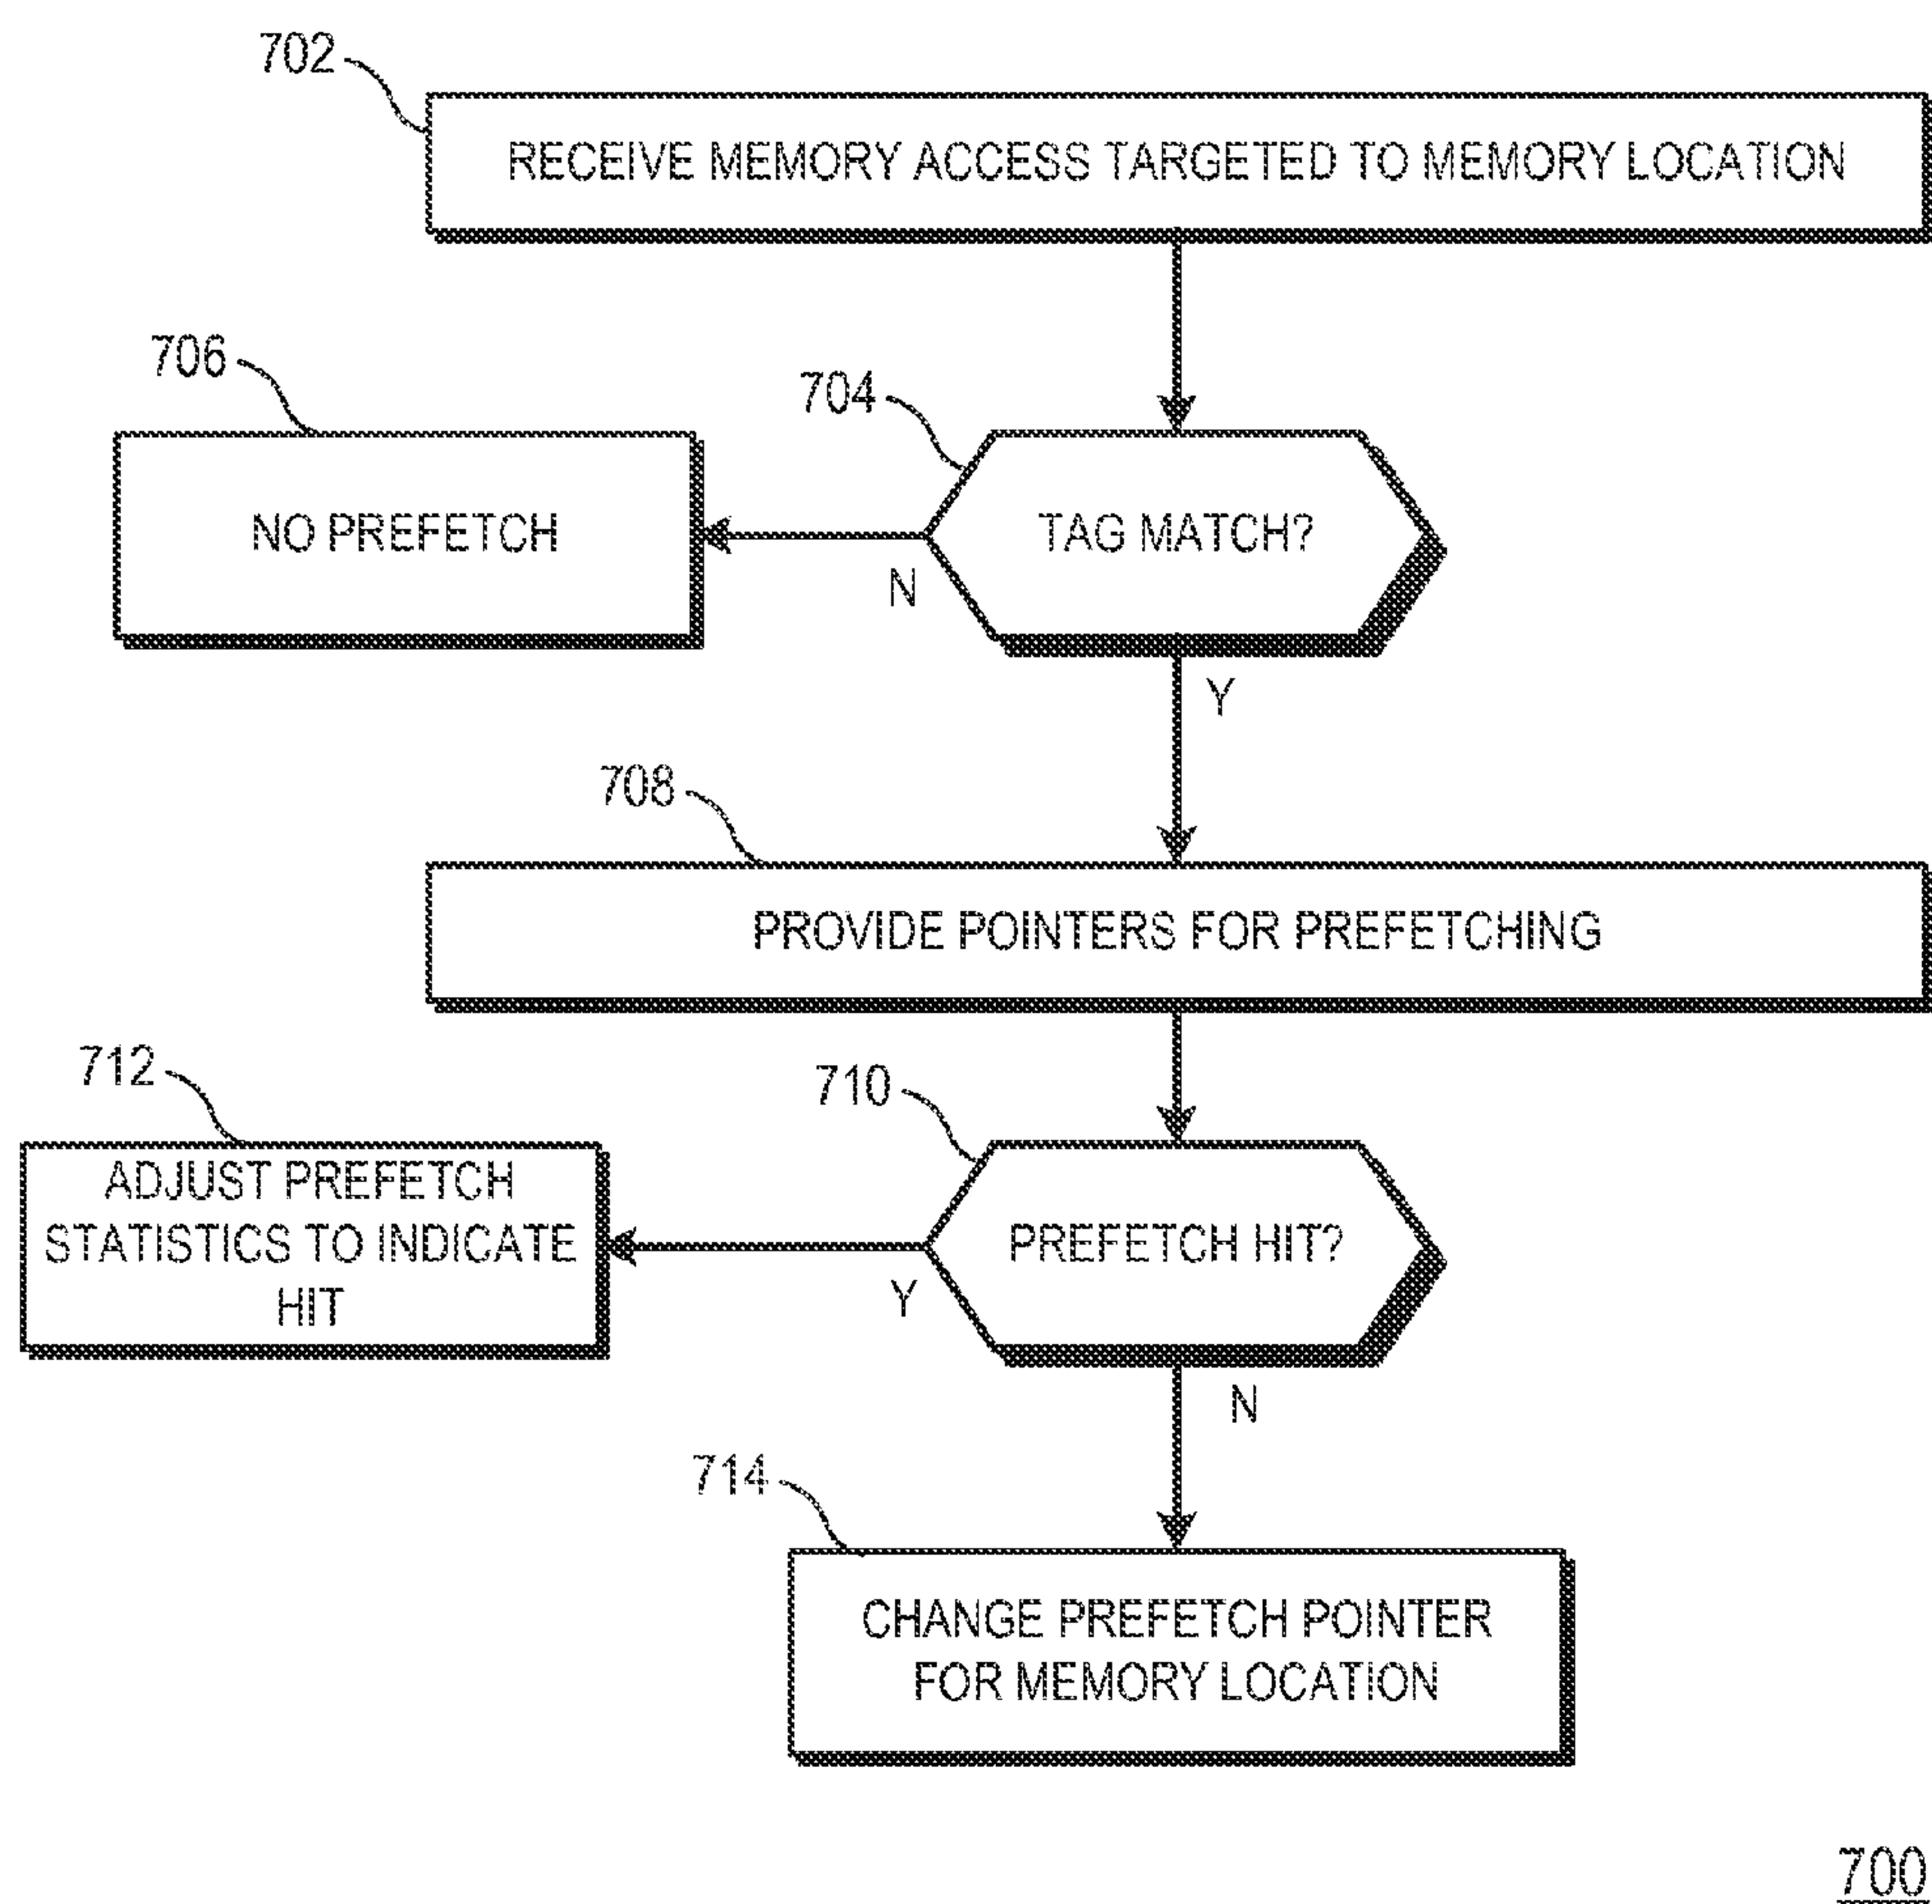 702
RECEIVE MEMORY ACCESS TARGETED TO MEMORY LOCATION
706
704
NO PREFETCH
TAG MATCH?
N
Y
708
PROVIDE POINTERS FOR PREFETCHING
712
710
ADJUST PREFETCH
STATISTICS TO INDICATE
HIT
PREFETCH HIT?
Y
N
714
CHANGE PREFETCH POINTER
FOR MEMORY LOCATION
700